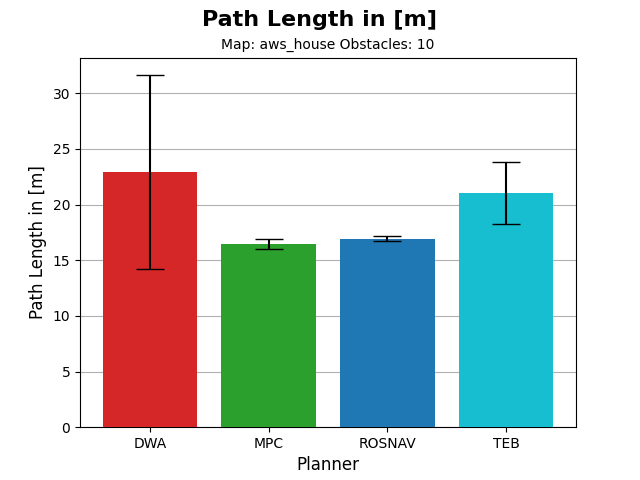 Path Length in [m]
Map: aws_house Obstacles: 10
Path Length in [m]
30
25
20
15
10
5
0
DWA MPC ROSNAV TEB
Planner